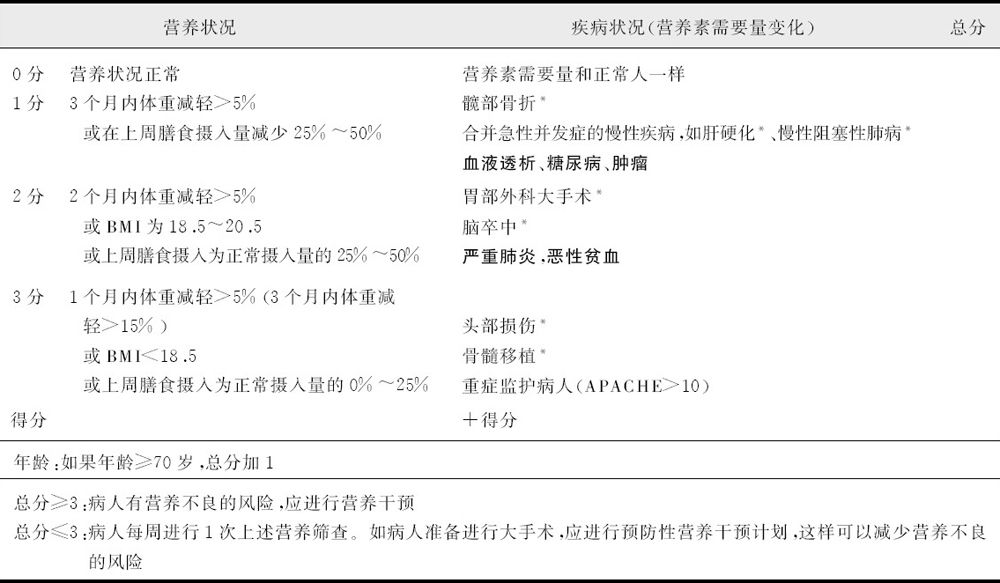 营养状况 疾病状况(营养素需要量变化) 总分
0分 营养状况正常 营养素需要量和正常人一样
1分 3个月内体重减轻>5% 髋部骨折*
或在上周膳食摄入量减少25%~50% 合并急性并发症的慢性疾病,如肝硬化*、慢性阻塞性肺病*
血液透析、糖尿病、肿瘤
2分 2个月内体重减轻>5% 胃部外科大手术*
或BMI为18.5~20.5 脑卒中*
或上周膳食摄入为正常摄入量的25%~50% 严重肺炎,恶性贫血
3分 1个月内体重减轻>5%(3个月内体重减
轻>15%) 头部损伤*
或BMI<18.5 骨髓移植*
或上周膳食摄入为正常摄入量的0%~25% 重症监护病人(APACHE>10)
得分 +得分
年龄:如果年龄≥70岁,总分加1
总分≥3:病人有营养不良的风险,应进行营养干预
总分≤3:病人每周进行1次上述营养筛查。如病人准备进行大手术,应进行预防性营养干预计划,这样可以减少营养不良
的风险